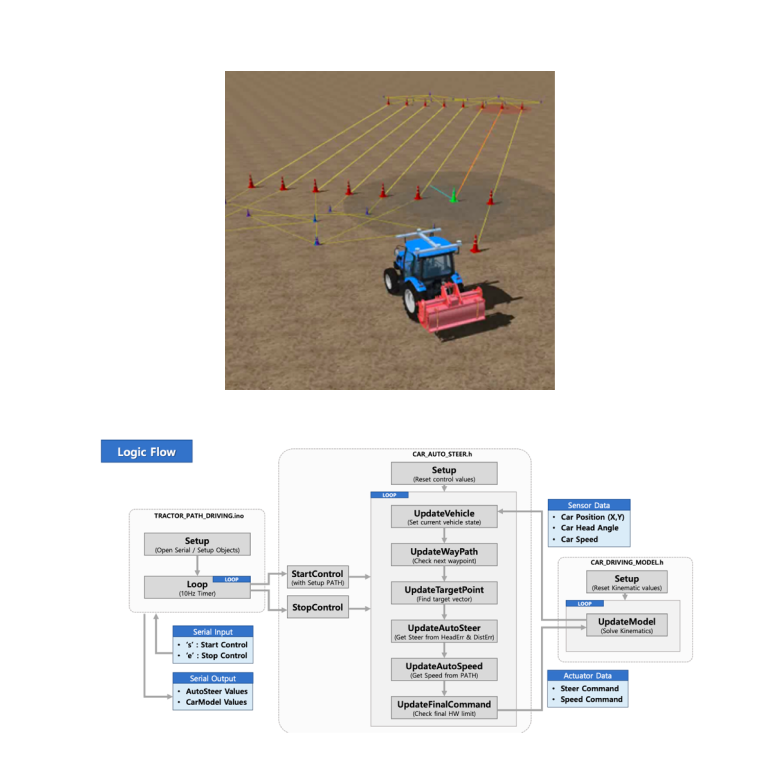 Logic Flow
TRACTOR_PATH_DRIVING.ino
Setup
(Open Serial / Setup Objects)
LOOP
Loop
(10Hz Timer)
Serial Input
• 's' : Start Control
• 'e' : Stop Control
Serial Output
• AutoSteer Values
• CarModel Values
StartControl
(with Setup PATH)
StopControl
CAR_AUTO_STEER.h
Setup
(Reset control values)
LOOP
UpdateVehicle
(Set current vehicle state)
UpdateWayPath
(Check next waypoint)
UpdateTargetPoint
(Find target vector)
UpdateAutoSteer
(Get Steer from HeadErr & DistErr)
UpdateAutoSpeed
(Get Speed from PATH)
UpdateFinalCommand
(Check final HW limit)
Sensor Data
• Car Position (X,Y)
• Car Head Angle
• Car Speed
CAR_DRIVING_MODEL.h
Setup
(Reset Kinematic values)
LOOP
UpdateModel
(Solve Kinematics)
Actuator Data
• Steer Command
• Speed Command